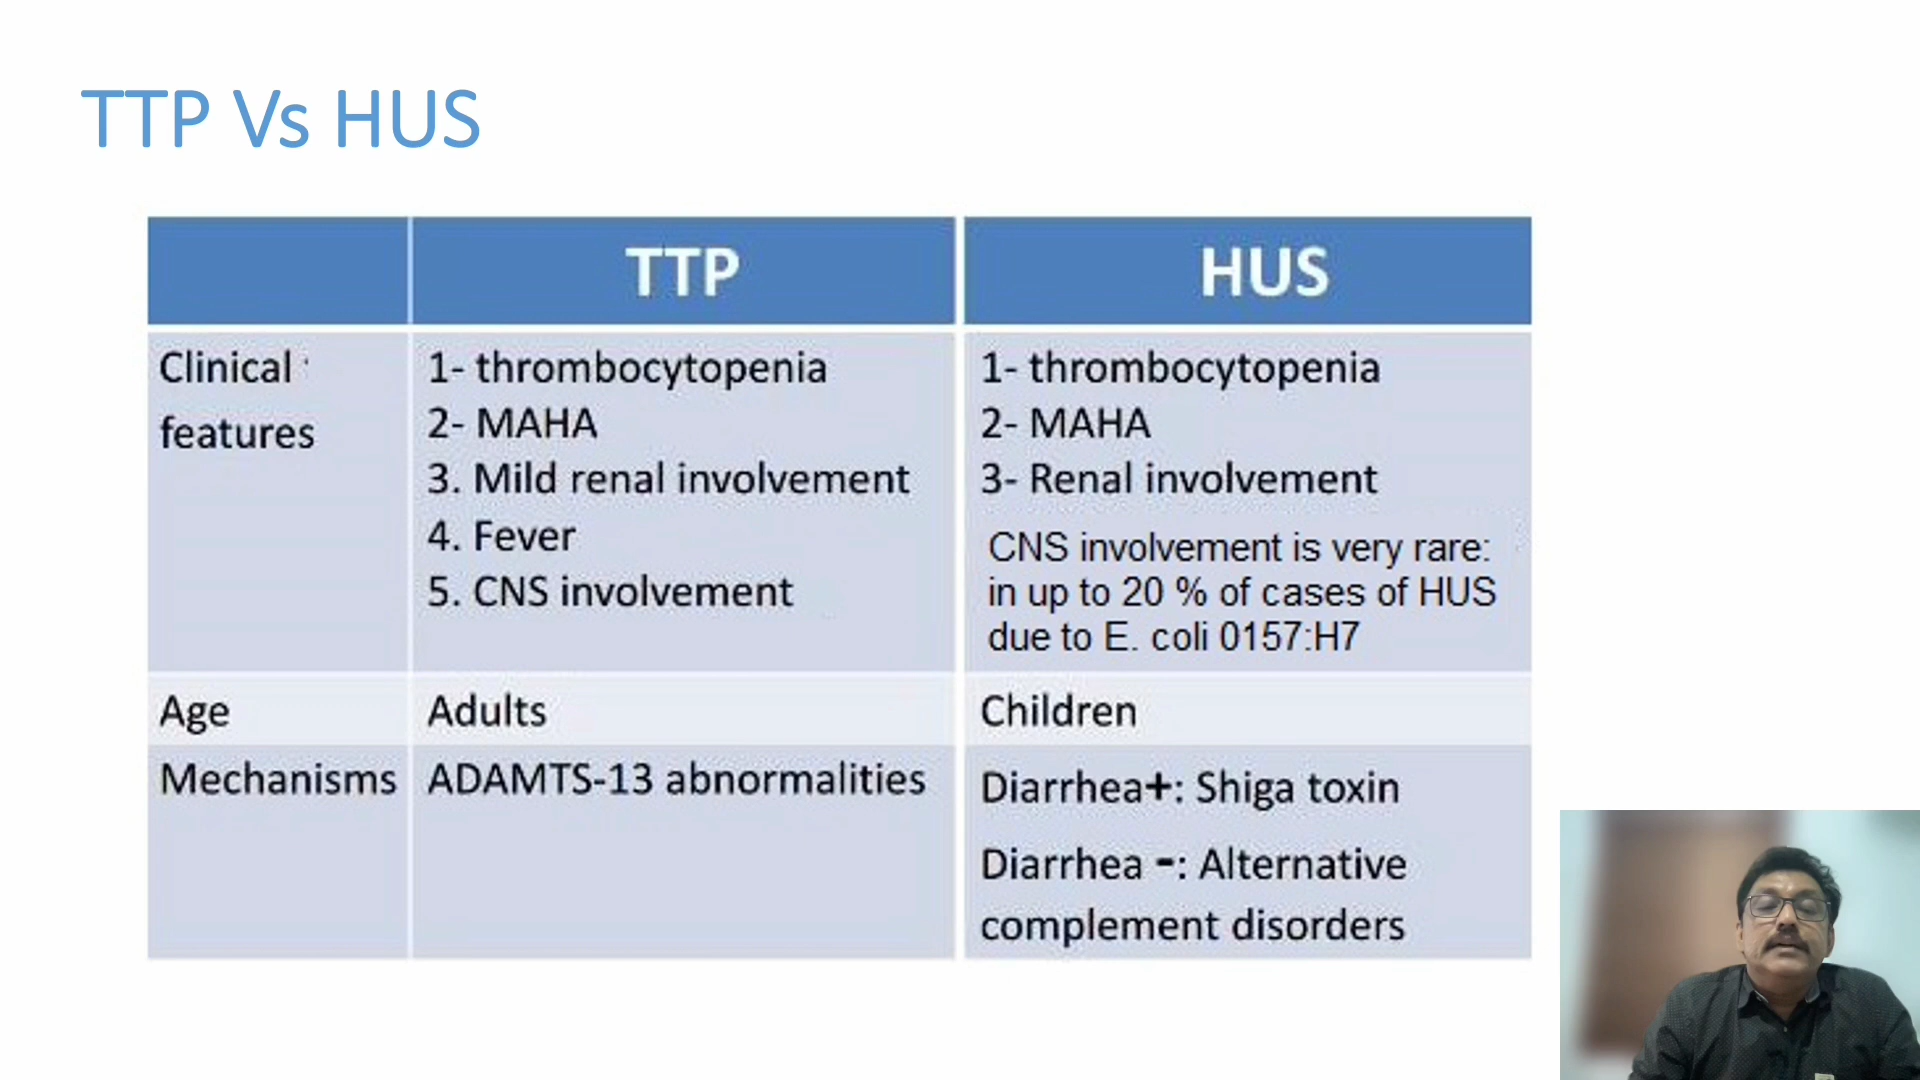 TTP Vs HUS
TTP
HUS
Clinical
features
1- thrombocytopenia
2- MAHA
3. Mild renal involvement
4. Fever
5. CNS involvement
1- thrombocytopenia
2- MAHA
3- Renal involvement
CNS involvement is very rare:
in up to 20 % of cases of HUS
due to E. coli 0157:H7
Age
Adults
Children
Mechanisms
ADAMTS-13 abnormalities
Diarrhea+: Shiga toxin
Diarrhea -: Alternative
complement disorders